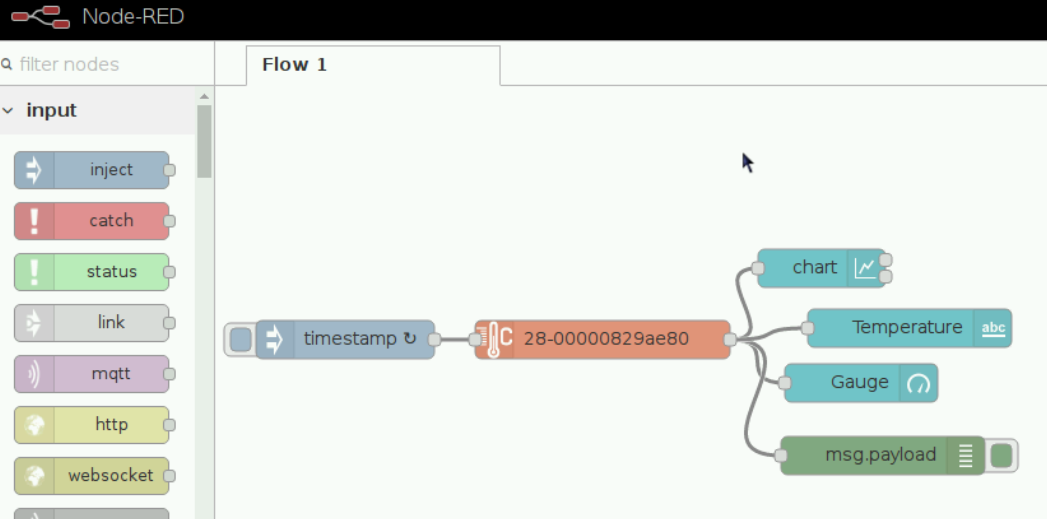 Node-RED
filter nodes
Flow 1
input
inject
catch
status
link
mqtt
http
websocket
timestamp ↻
C
28-00000829ae80
chart
Temperature
abc
Gauge
msg.payload